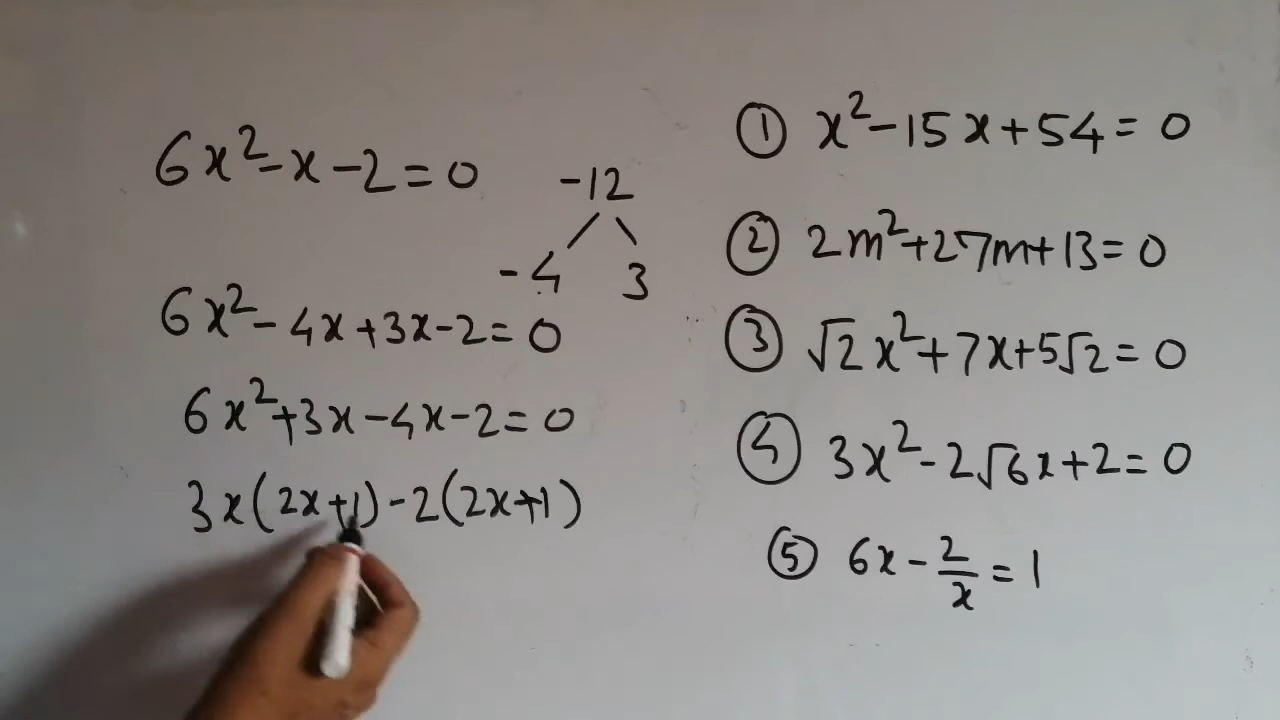 6x²-x-2=0
-12
-4 3
6x²-4x+3x-2=0
6x²+3x-4x-2=0
3x(2x+1)-2(2x+1)
① x²-15x+54=0
② 2m²+27m+13=0
③ √2x²+7x+5√2=0
④ 3x²-2√6x+2=0
⑤ 6x-2/x=1